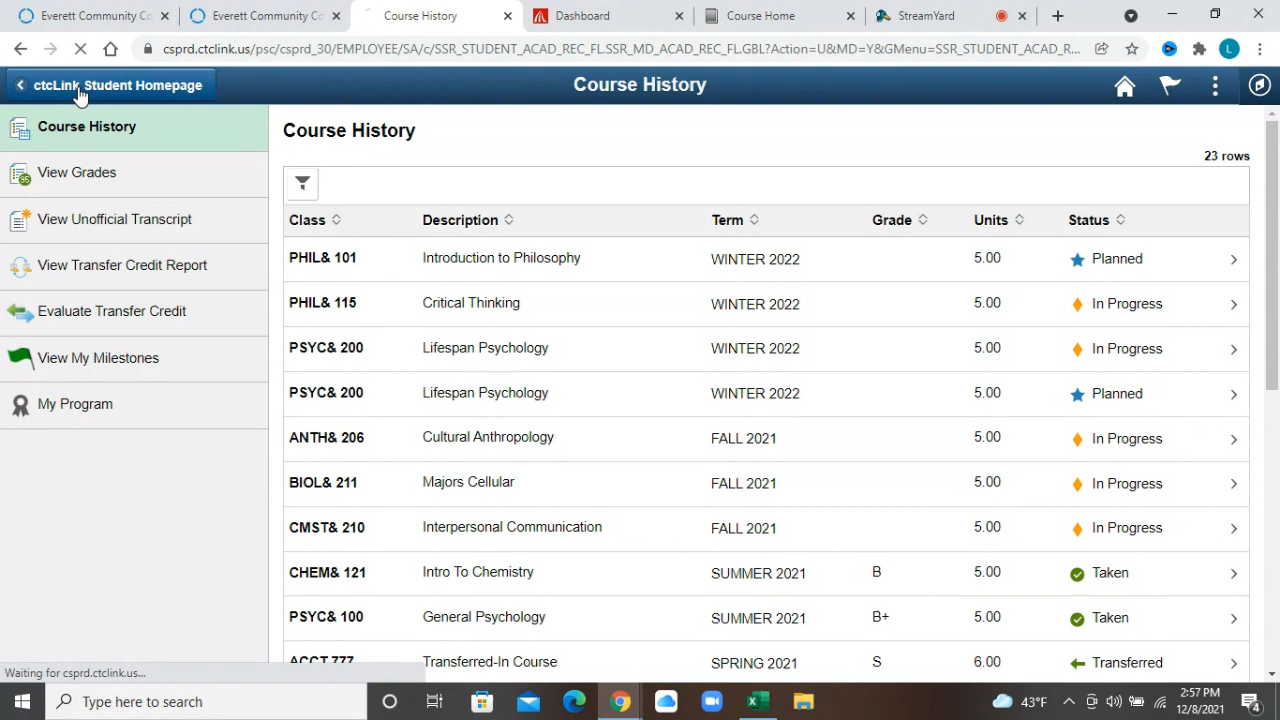 Everett Community Co
Everett Community Co
Course History
Dashboard
Course Home
StreamYard
csprd.ctclink.us/psc/csprd_30/EMPLOYEE/SA/c/SSR_STUDENT_ACAD_REC_FL.SSR_MD_ACAD_REC_FL.GBL?Action=U&MD=Y&GMenu=SSR_STUDENT_ACAD_R...
L
ctcLink Student Homepage
Course History
Course History
View Grades
View Unofficial Transcript
View Transfer Credit Report
Evaluate Transfer Credit
View My Milestones
My Program
Course History
23 rows
Class Description Term Grade Units Status
PHIL& 101 Introduction to Philosophy WINTER 2022 5.00 Planned
PHIL& 115 Critical Thinking WINTER 2022 5.00 In Progress
PSYC& 200 Lifespan Psychology WINTER 2022 5.00 In Progress
PSYC& 200 Lifespan Psychology WINTER 2022 5.00 Planned
ANTH& 206 Cultural Anthropology FALL 2021 5.00 In Progress
BIOL& 211 Majors Cellular FALL 2021 5.00 In Progress
CMST& 210 Interpersonal Communication FALL 2021 5.00 In Progress
CHEM& 121 Intro To Chemistry SUMMER 2021 B 5.00 Taken
PSYC& 100 General Psychology SUMMER 2021 B+ 5.00 Taken
ACCT 777 Transferred-In Course SPRING 2021 S 6.00 Transferred
Waiting for csprd.ctclink.us...
Type here to search
43°F
2:57 PM
12/8/2021
4